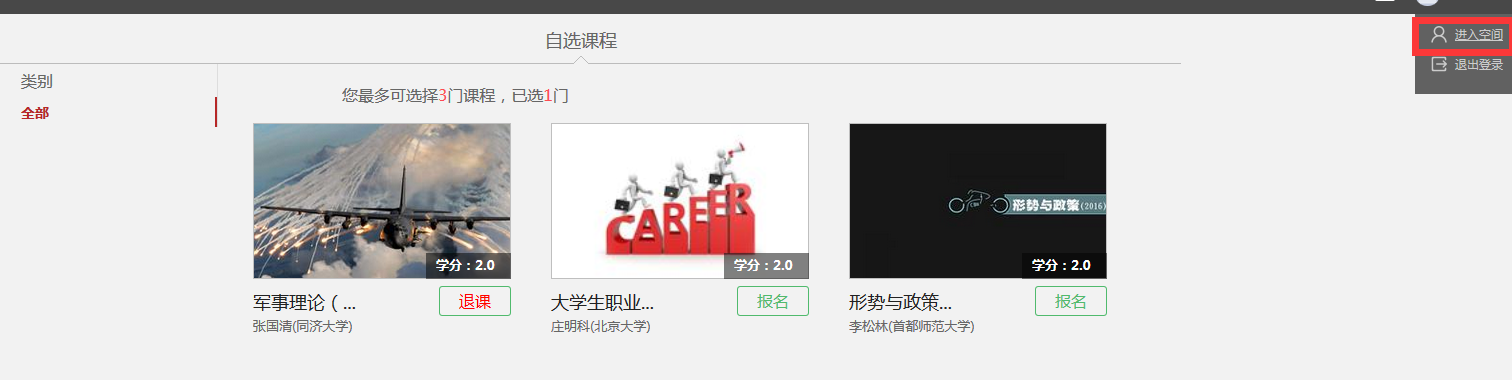 进入空间
退出登录
自选课程
类别
全部
您最多可选择3门课程，已选1门
学分：2.0
军事理论（...
退课
张国清(同济大学)
CAREER
学分：2.0
大学生职业...
报名
庄明科(北京大学)
形势与政策(2016)
学分：2.0
形势与政策...
报名
李松林(首都师范大学)